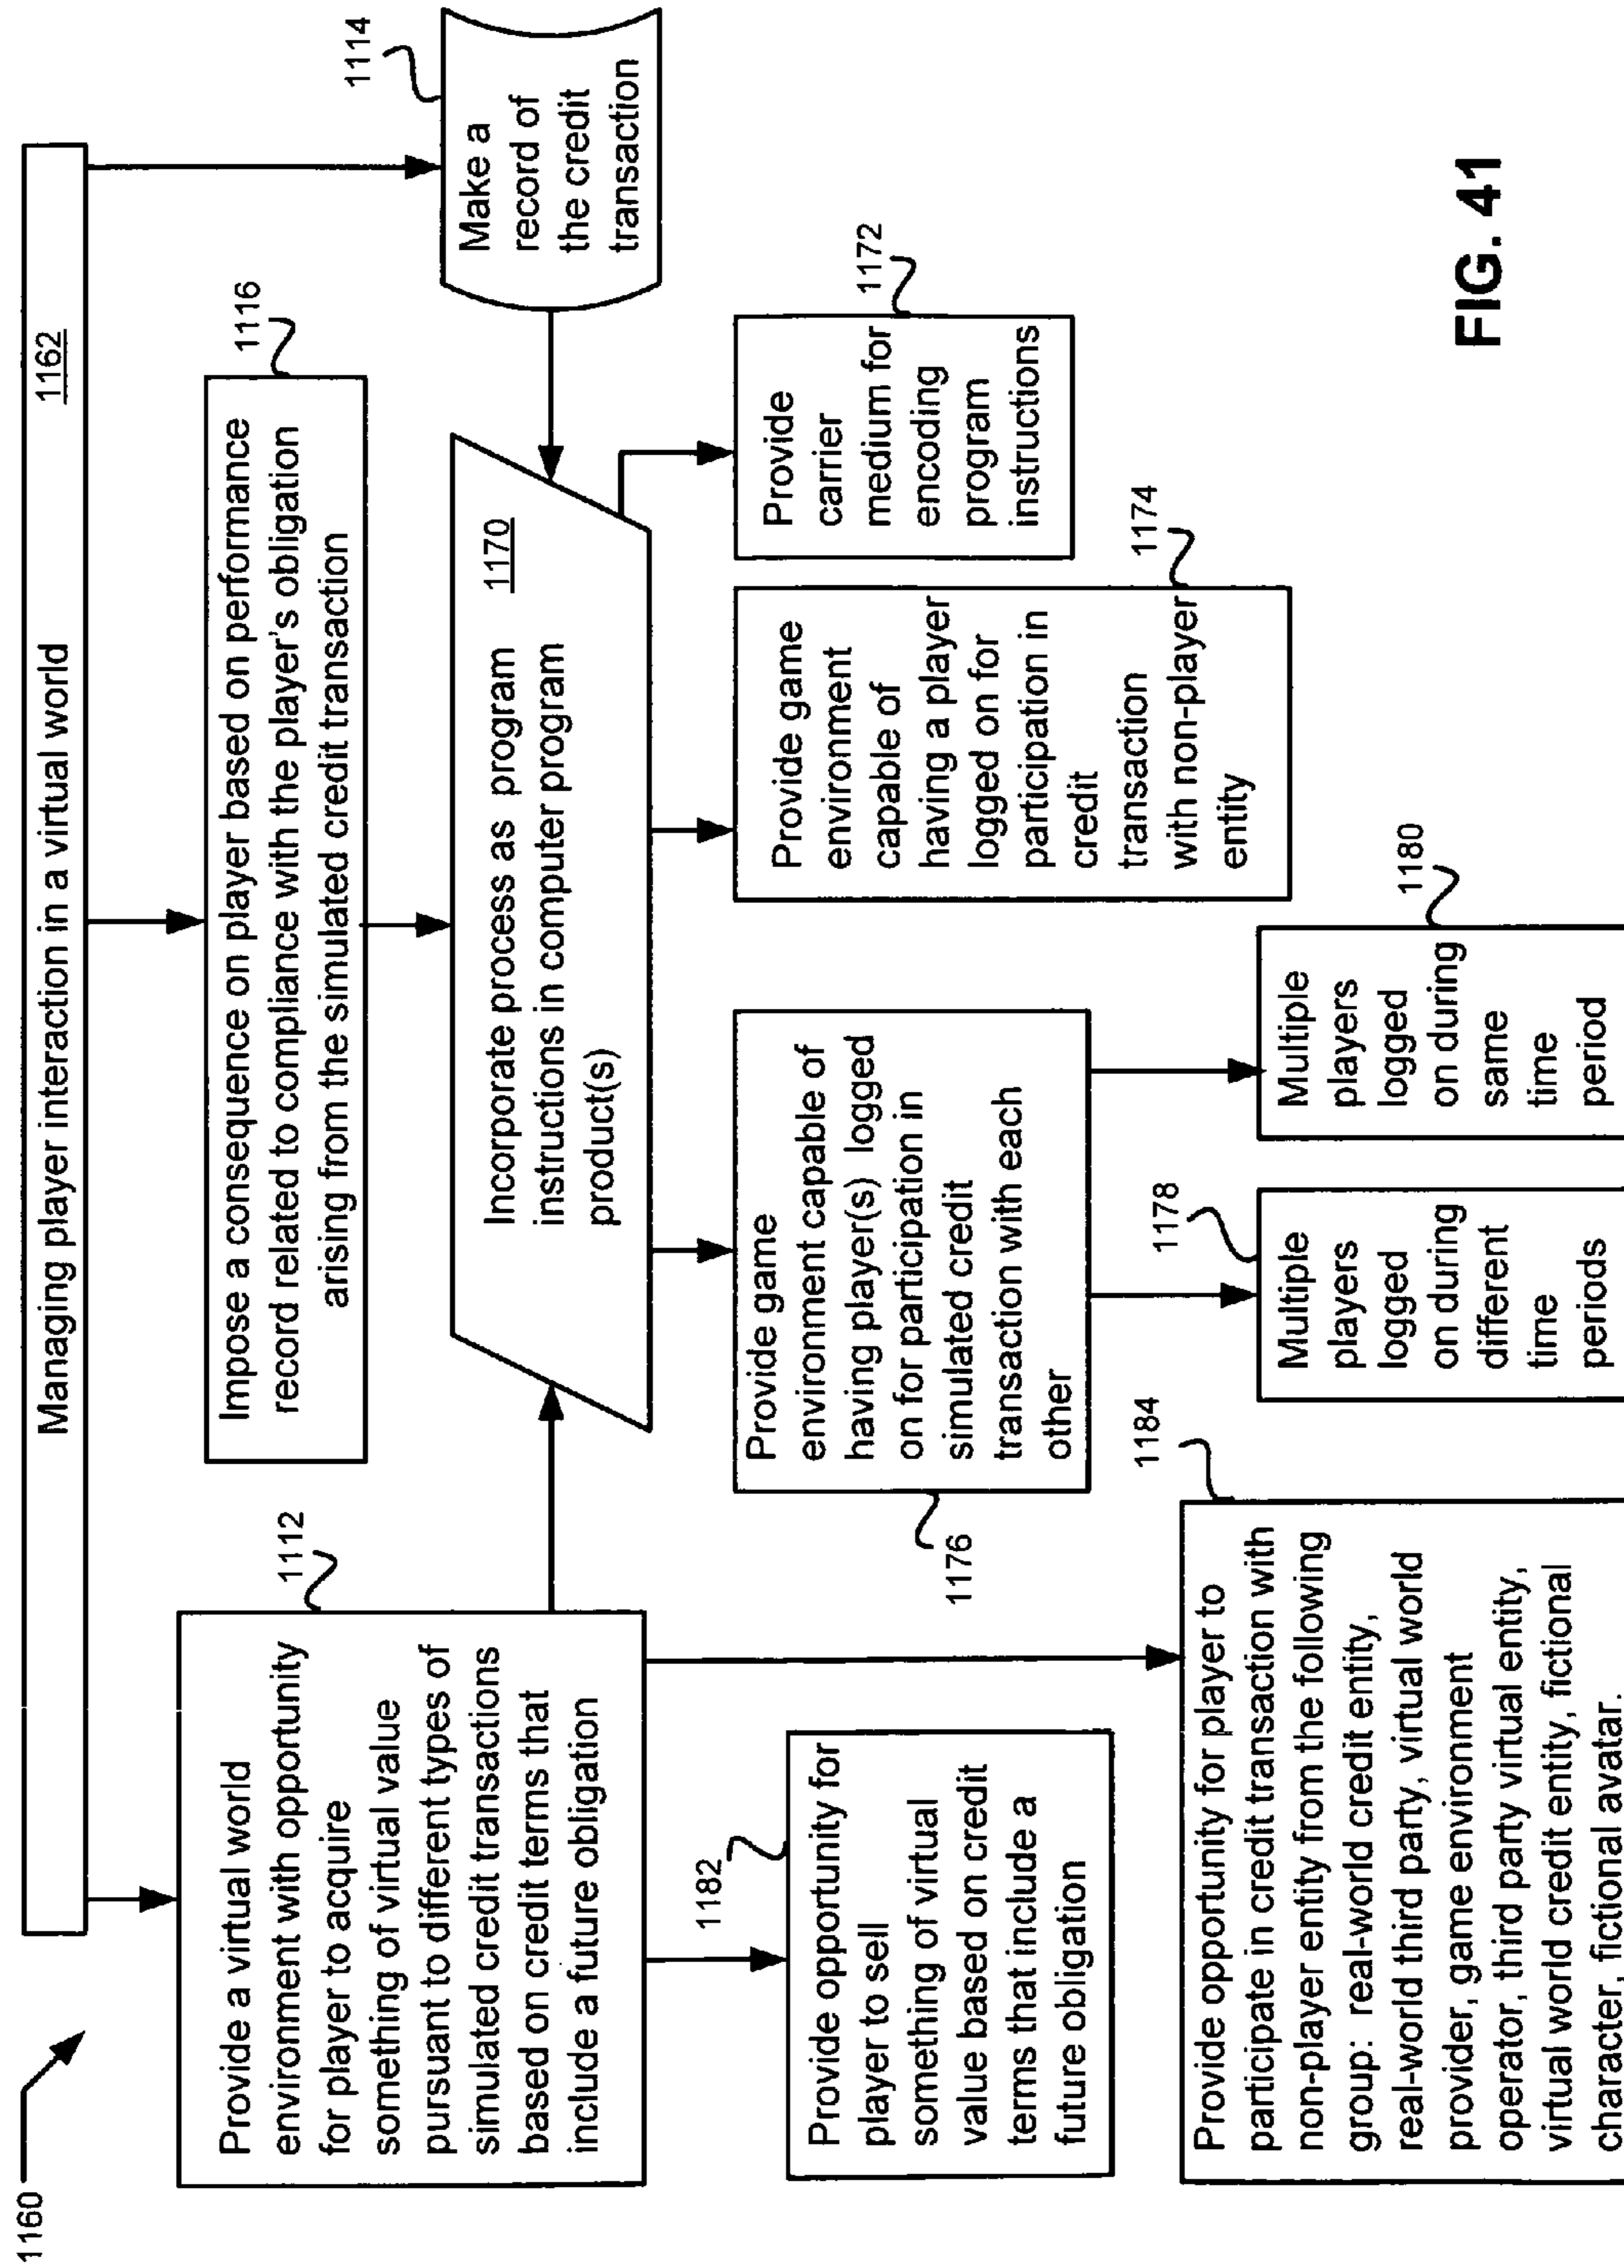 1160
Managing player interaction in a virtual world
1162
1112
Provide a virtual world
environment with opportunity
for player to acquire
something of virtual value
pursuant to different types of
simulated credit transactions
based on credit terms that
include a future obligation
1116
Impose a consequence on player based on performance
record related to compliance with the player's obligation
arising from the simulated credit transaction
1114
Make a
record of
the credit
transaction
1170
Incorporate process as program
instructions in computer program
product(s)
1182
Provide opportunity for
player to sell
something of virtual
value based on credit
terms that include a
future obligation
1176
Provide game
environment capable of
having player(s) logged
on for participation in
simulated credit
transaction with each
other
1174
Provide game
environment
capable of
having a player
logged on for
participation in
credit
transaction
with non-player
entity
1172
Provide
carrier
medium for
encoding
program
instructions
1184
Provide opportunity for player to
participate in credit transaction with
non-player entity from the following
group: real-world credit entity,
real-world third party, virtual world
provider, game environment
operator, third party virtual entity,
virtual world credit entity, fictional
character, fictional avatar.
1178
Multiple
players
logged
on during
different
time
periods
1180
Multiple
players
logged
on during
same
time
period
FIG. 41